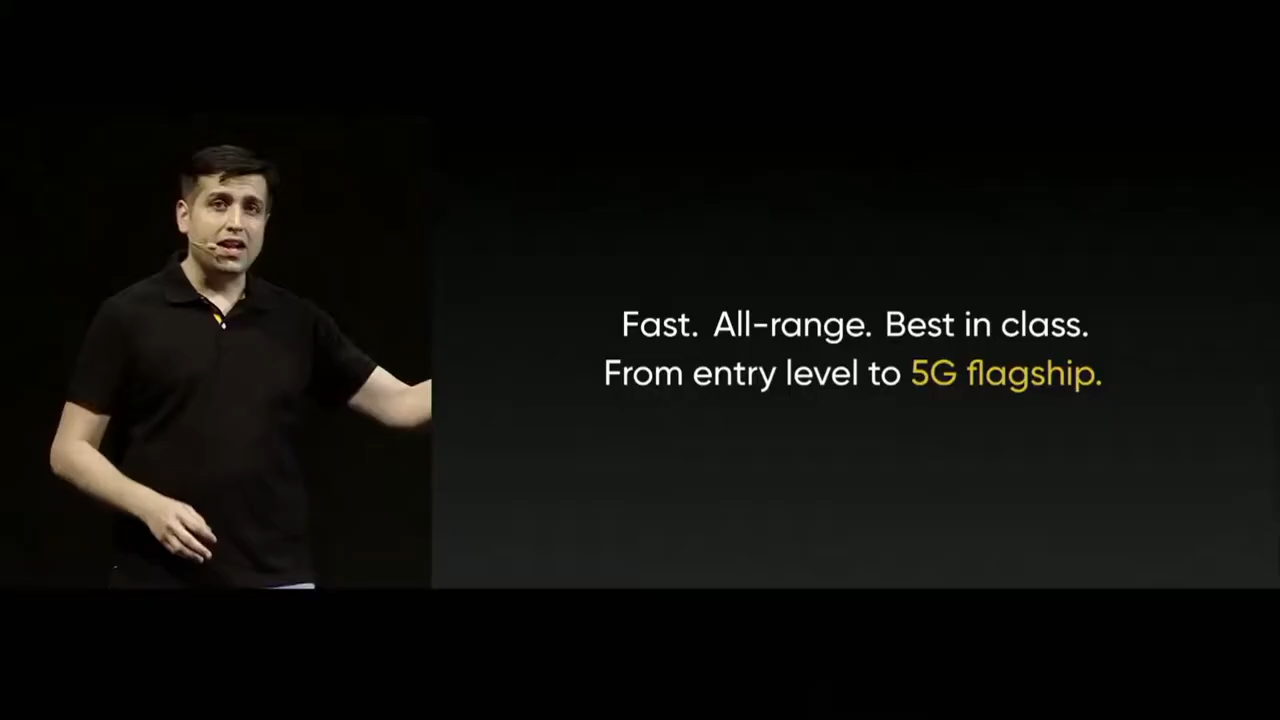 Fast. All-range. Best in class.
From entry level to 5G flagship.